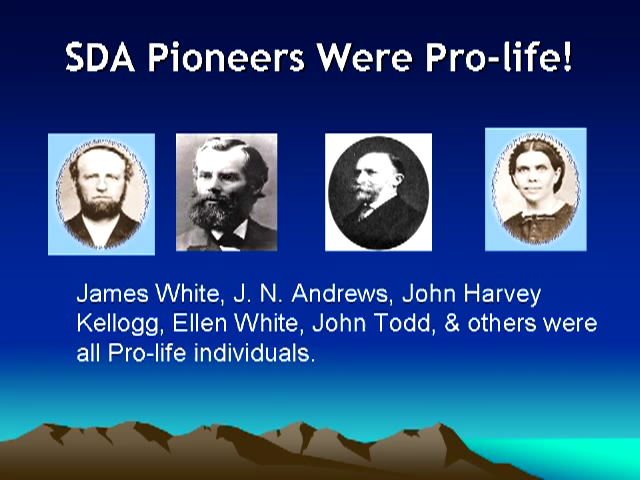 SDA Pioneers Were Pro-life!
James White, J. N. Andrews, John Harvey
Kellogg, Ellen White, John Todd, & others were
all Pro-life individuals.